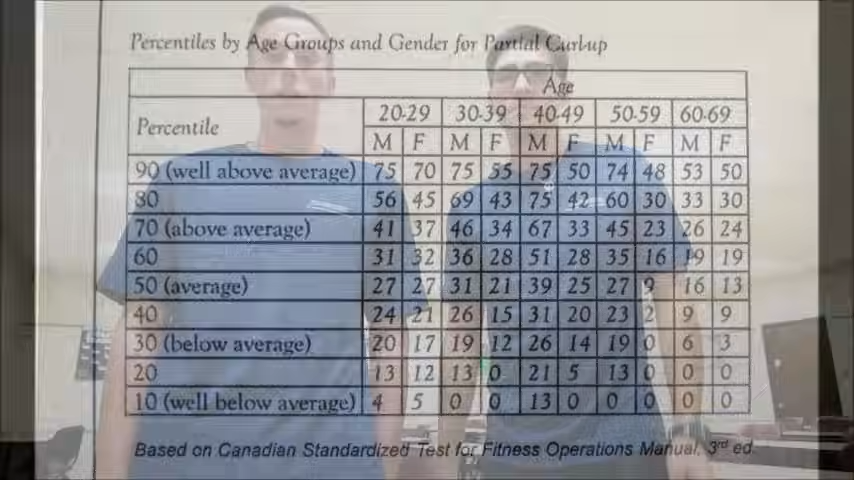 Percentiles by Age Groups and Gender for Partial Curl-up
Age
Percentile 20-29 30-39 40-49 50-59 60-69
M F M F M F M F M F
90 (well above average) 75 70 75 55 75 50 74 48 53 50
80 56 45 69 43 75 42 60 30 33 30
70 (above average) 41 37 46 34 67 33 45 23 26 24
60 31 32 36 28 51 28 35 16 19 19
50 (average) 27 27 31 21 39 25 27 9 16 13
40 24 21 26 15 31 20 23 2 9 9
30 (below average) 20 17 19 12 26 14 19 0 6 3
20 13 12 13 0 21 5 13 0 0 0
10 (well below average) 4 5 0 0 13 0 0 0 0 0
Based on Canadian Standardized Test for Fitness Operations Manual, 3rd ed.